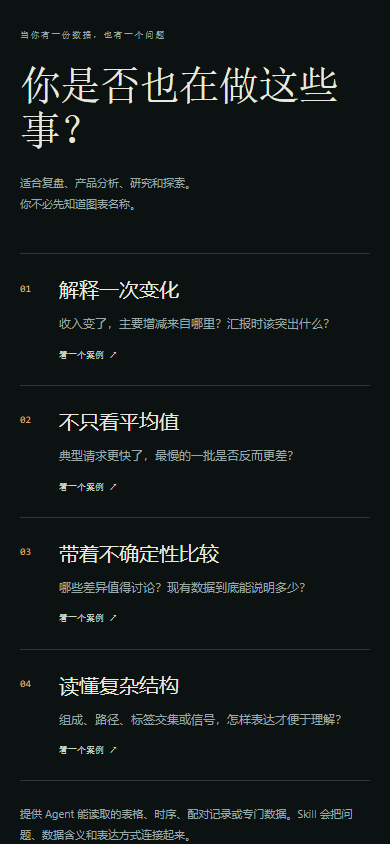 当你有一份数据，也有一个问题
你是否也在做这些
事？
适合复盘、产品分析、研究和探索。
你不必先知道图表名称。
01
解释一次变化
收入变了，主要增减来自哪里？汇报时该突出什么？
看一个案例 ↗
02
不只看平均值
典型请求更快了，最慢的一批是否反而更差？
看一个案例 ↗
03
带着不确定性比较
哪些差异值得讨论？现有数据到底能说明多少？
看一个案例 ↗
04
读懂复杂结构
组成、路径、标签交集或信号，怎样表达才便于理解？
看一个案例 ↗
提供 Agent 能读取的表格、时序、配对记录或专门数据。Skill 会把问
题、数据含义和表达方式连接起来。